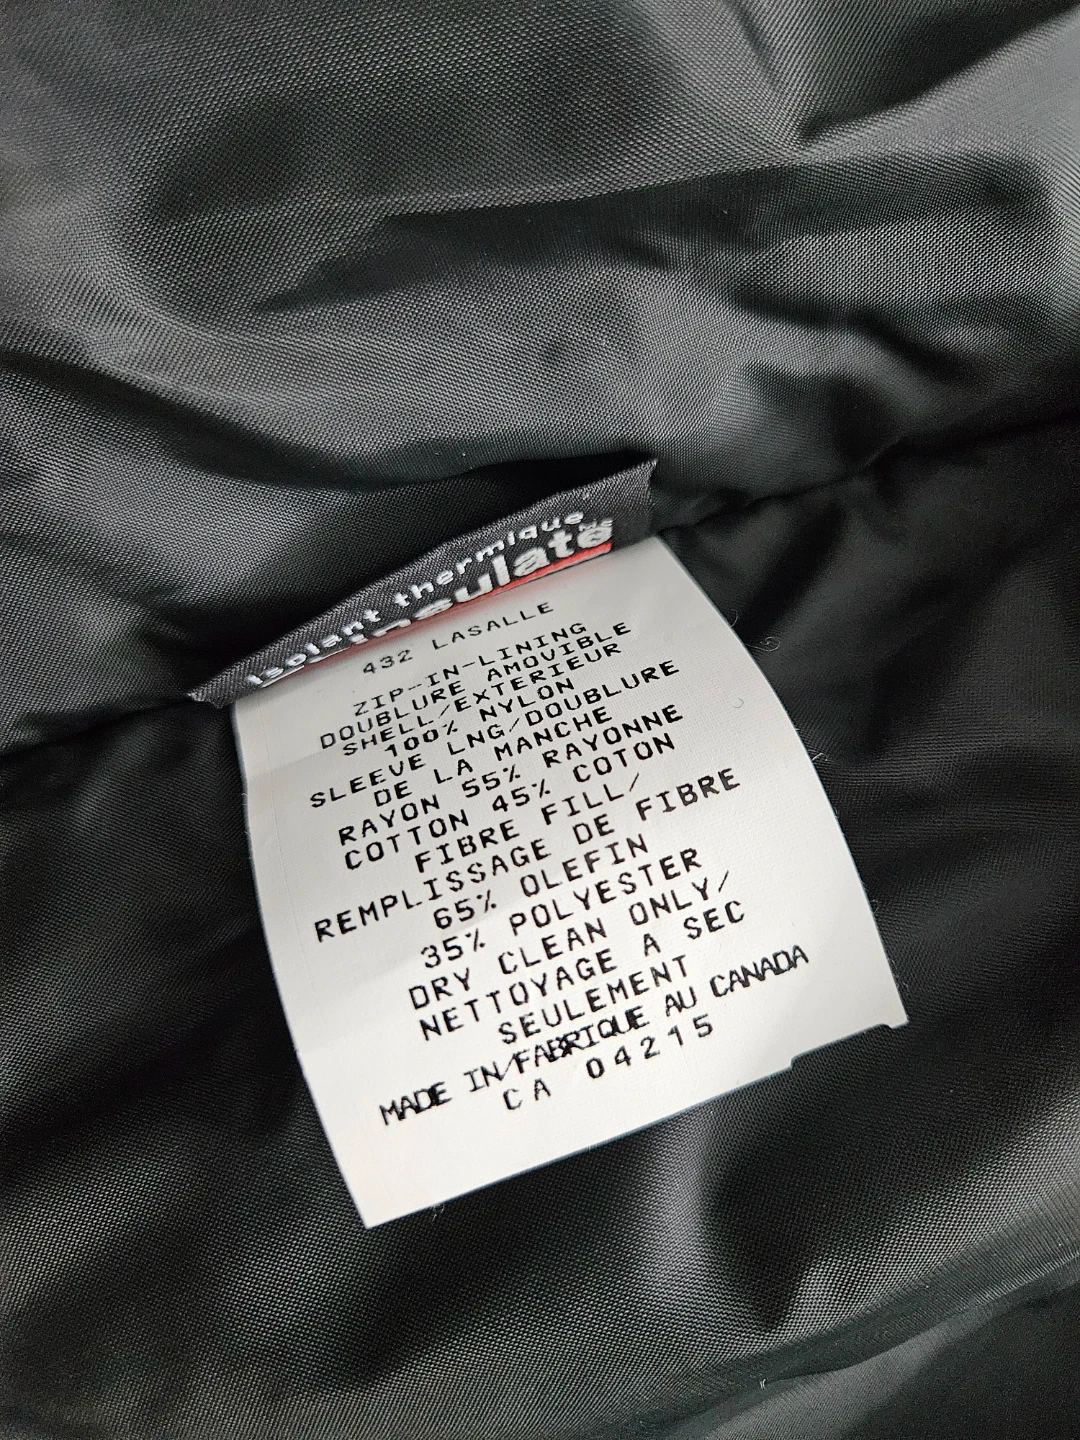 isolant thermique
432 LASALLE
ZIP-IN-LINING
DOUBLURE AMOVIBLE
SHELL/EXTERIEUR
100% NYLON
SLEEVE LNG/DOUBLURE
DE LA MANCHE
RAYON 55% RAYONNE
COTTON 45% COTON
FIBRE FILL/
REMPLISSAGE DE FIBRE
65% OLEFIN
35% POLYESTER
DRY CLEAN ONLY/
NETTOYAGE A SEC
SEULEMENT
MADE IN/FABRIQUE AU CANADA
CA 04215